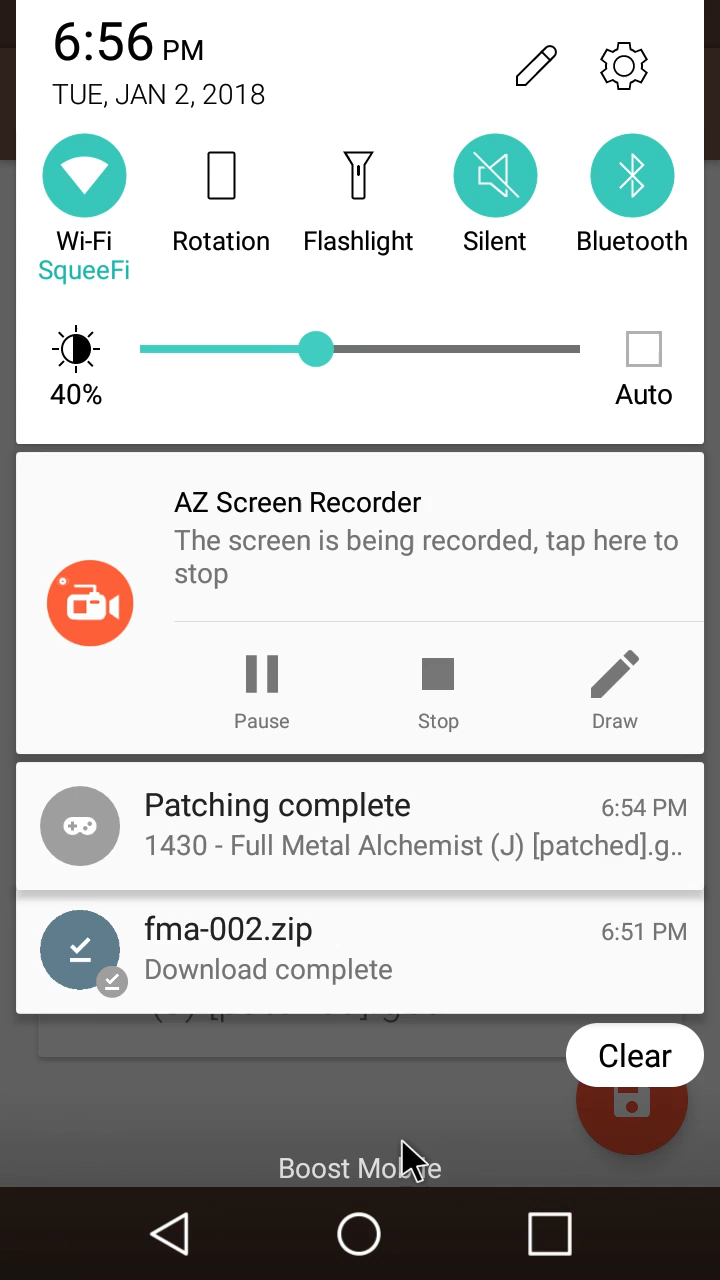 6:56 PM
TUE, JAN 2, 2018
Wi-Fi
SqueeFi
Rotation
Flashlight
Silent
Bluetooth
40%
Auto
AZ Screen Recorder
The screen is being recorded, tap here to
stop
Pause
Stop
Draw
Patching complete
6:54 PM
1430 - Full Metal Alchemist (J) [patched].g..
fma-002.zip
6:51 PM
Download complete
Clear
Boost Mobile